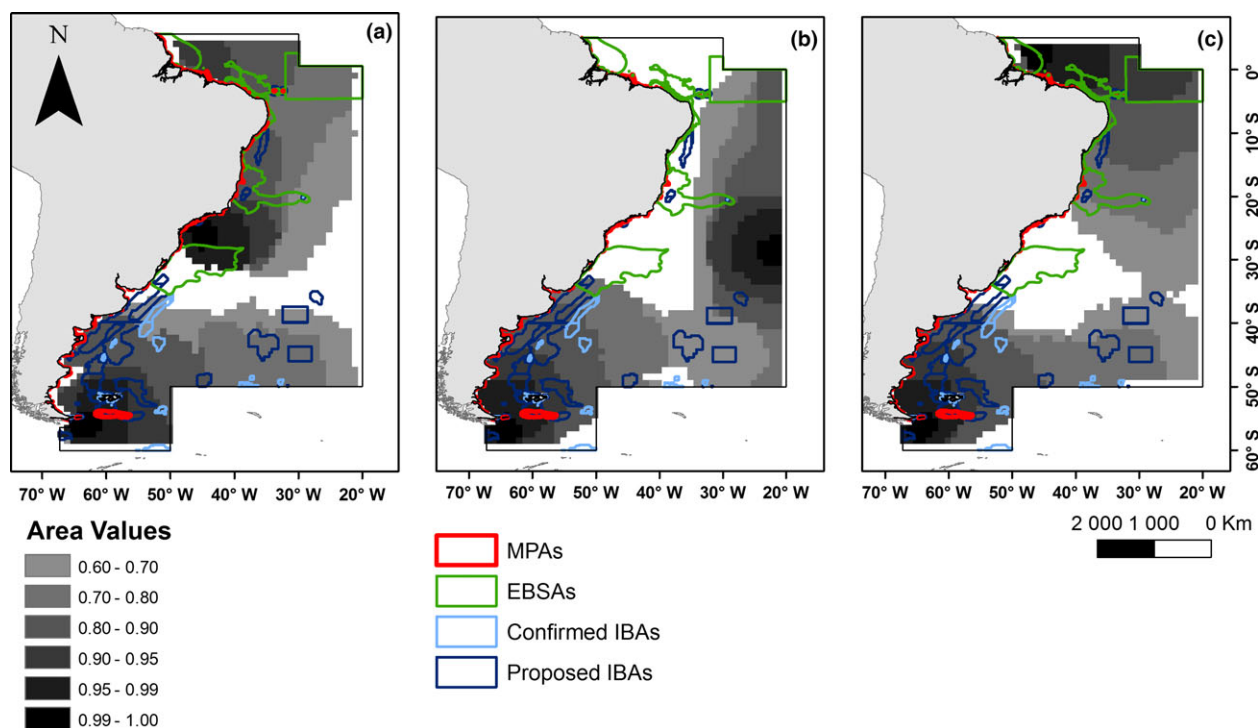 N
(a)
(b)
(c)
0°
10° S
20° S
30° S
40° S
50° S
60° S
70° W 60° W 50° W 40° W 30° W 20° W
70° W 60° W 50° W 40° W 30° W 20° W
70° W 60° W 50° W 40° W 30° W 20° W
2 000 1 000 0 Km
Area Values
0.60 - 0.70
0.70 - 0.80
0.80 - 0.90
0.90 - 0.95
0.95 - 0.99
0.99 - 1.00
MPAs
EBSAs
Confirmed IBAs
Proposed IBAs